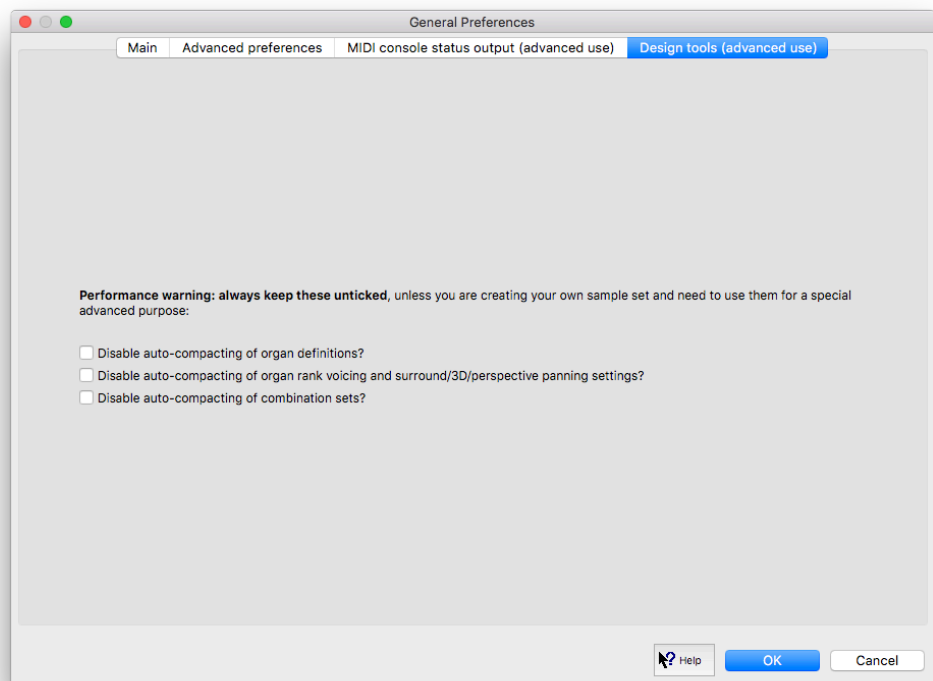 General Preferences
Main Advanced preferences MIDI console status output (advanced use) Design tools (advanced use)
Performance warning: always keep these unticked, unless you are creating your own sample set and need to use them for a special
advanced purpose:
Disable auto-compacting of organ definitions?
Disable auto-compacting of organ rank voicing and surround/3D/perspective panning settings?
Disable auto-compacting of combination sets?
? Help OK Cancel